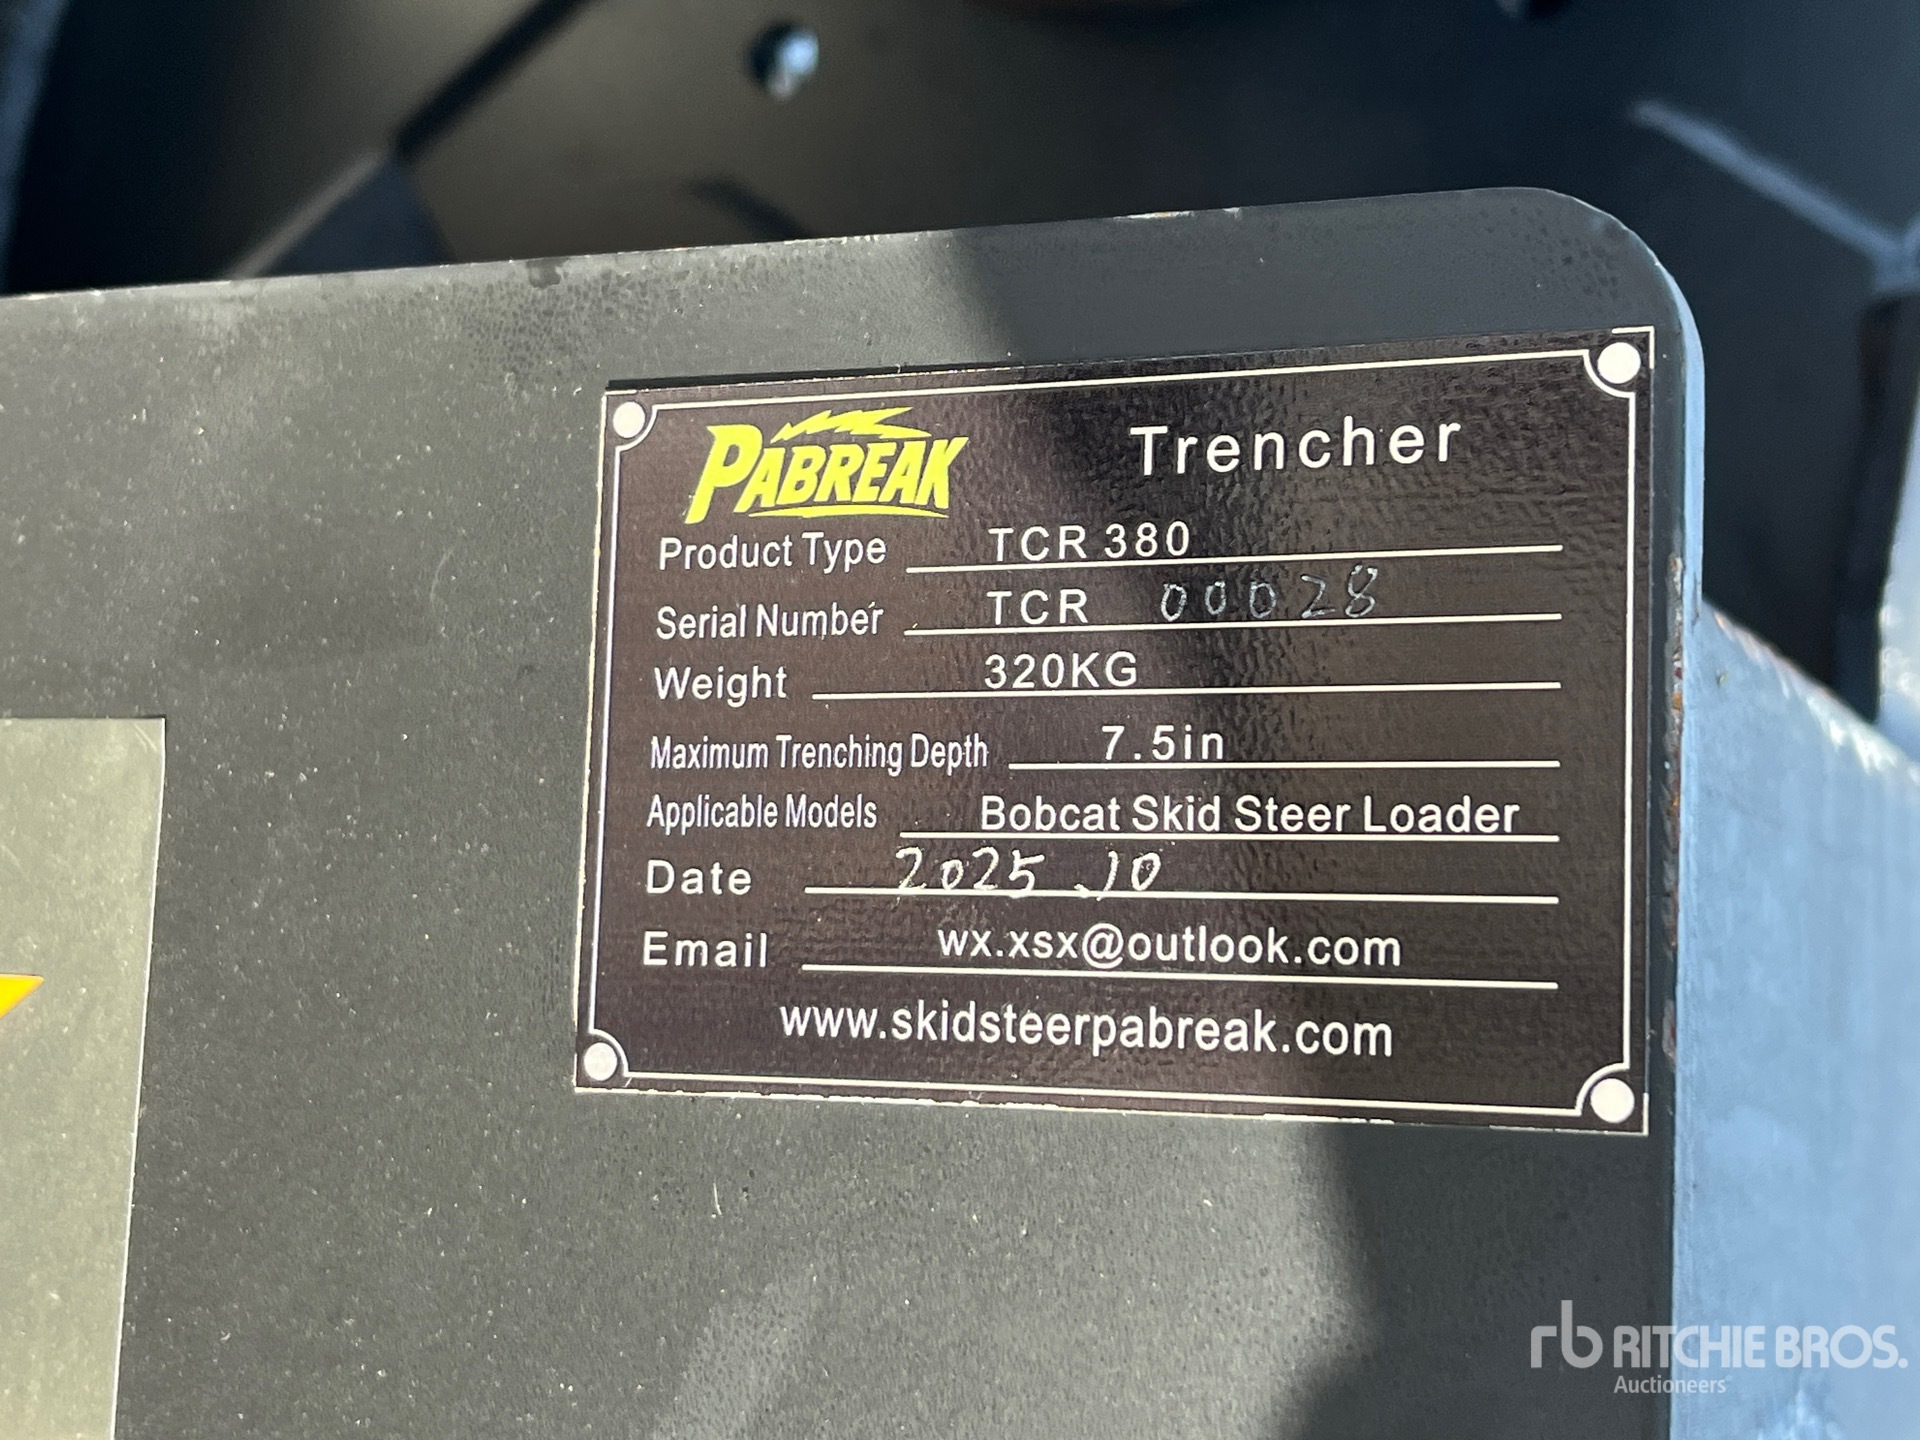 PABREAK Trencher
Product Type TCR 380
Serial Number TCR 00028
Weight 320KG
Maximum Trenching Depth 7.5in
Applicable Models Bobcat Skid Steer Loader
Date 2025.10
Email wx.xsx@outlook.com
www.skidsteerpabreak.com
rb RITCHIE BROS.
Auctioneers